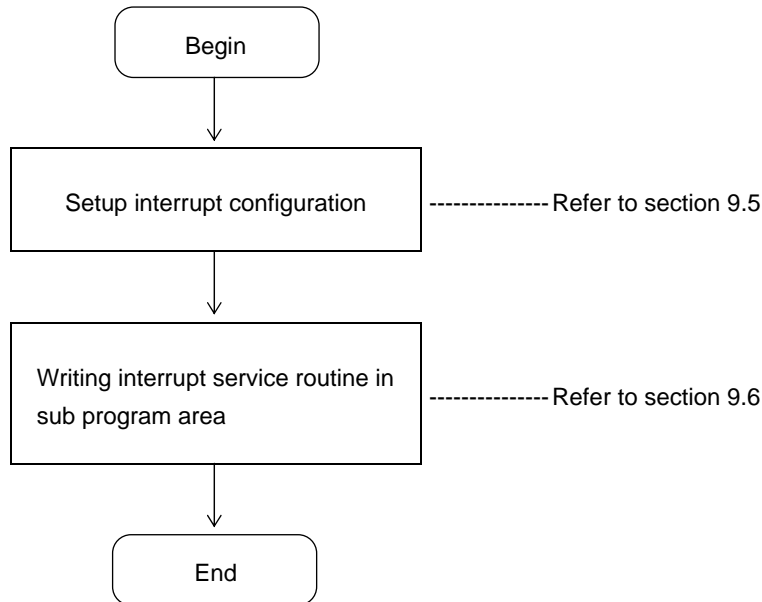 Begin
Setup interrupt configuration --------------- Refer to section 9.5
Writing interrupt service routine in
sub program area
--------------- Refer to section 9.6
End